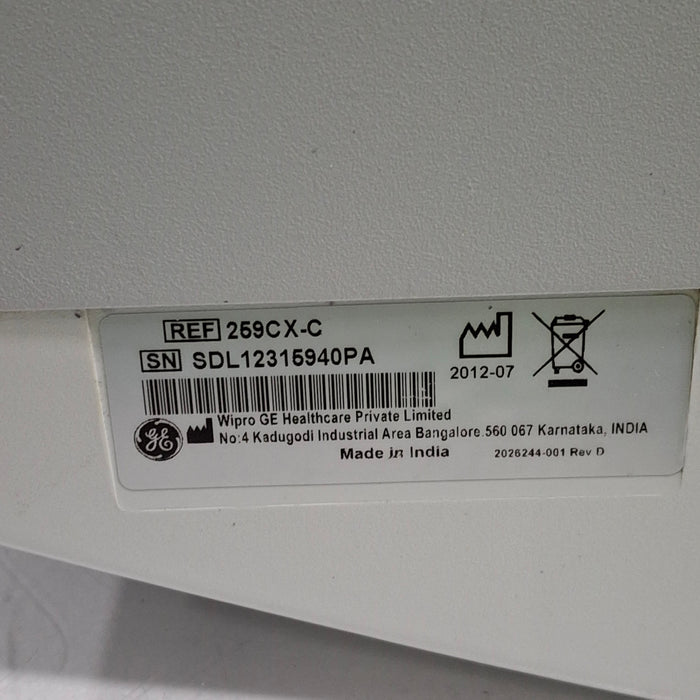 REF 259CX-C
SN SDL12315940PA
2012-07
GE
Wipro GE Healthcare Private Limited
No:4 Kadugodi Industrial Area Bangalore.560 067 Karnataka, INDIA
Made in India
2026244-001 Rev D